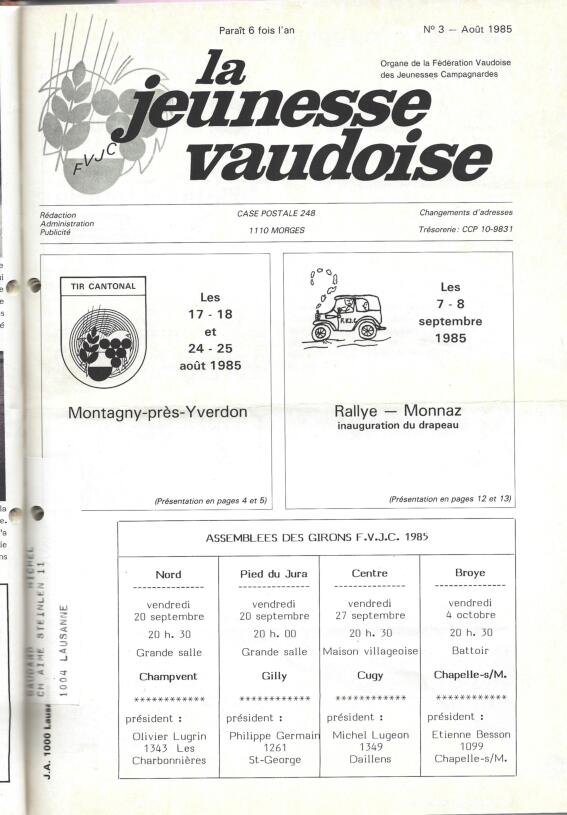 Paraît 6 fois l'an
N° 3 — Août 1985
la
jeunesse
vaudoise
Organe de la Fédération Vaudoise
des Jeunesses Campagnardes
FVJC
Rédaction
Administration
Publicité
CASE POSTALE 248
1110 MORGES
Changements d'adresses
Trésorerie: CCP 10-9831
TIR CANTONAL
Les
17 - 18
et
24 - 25
août 1985
Montagny-près-Yverdon
(Présentation en pages 4 et 5)
F.V.J.C.
Les
7 - 8
septembre
1985
Rallye — Monnaz
inauguration du drapeau
(Présentation en pages 12 et 13)
ASSEMBLEES DES GIRONS F.V.J.C. 1985
Nord
--------------
vendredi
20 septembre
20 h. 30
Grande salle
Champvent
************
président :
Olivier Lugrin
1343 Les
Charbonnières
Pied du Jura
--------------
vendredi
20 septembre
20 h. 00
Grande salle
Gilly
************
président :
Philippe Germain
1261
St-George
Centre
--------------
vendredi
27 septembre
20 h. 30
Maison villageoise
Cugy
************
président :
Michel Lugeon
1349
Daillens
Broye
--------------
vendredi
4 octobre
20 h. 30
Battoir
Chapelle-s/M.
************
président :
Etienne Besson
1099
Chapelle-s/M.
CH AIME STEINLEN 11
1004 LAUSANNE
J.A. 1000 Lausa